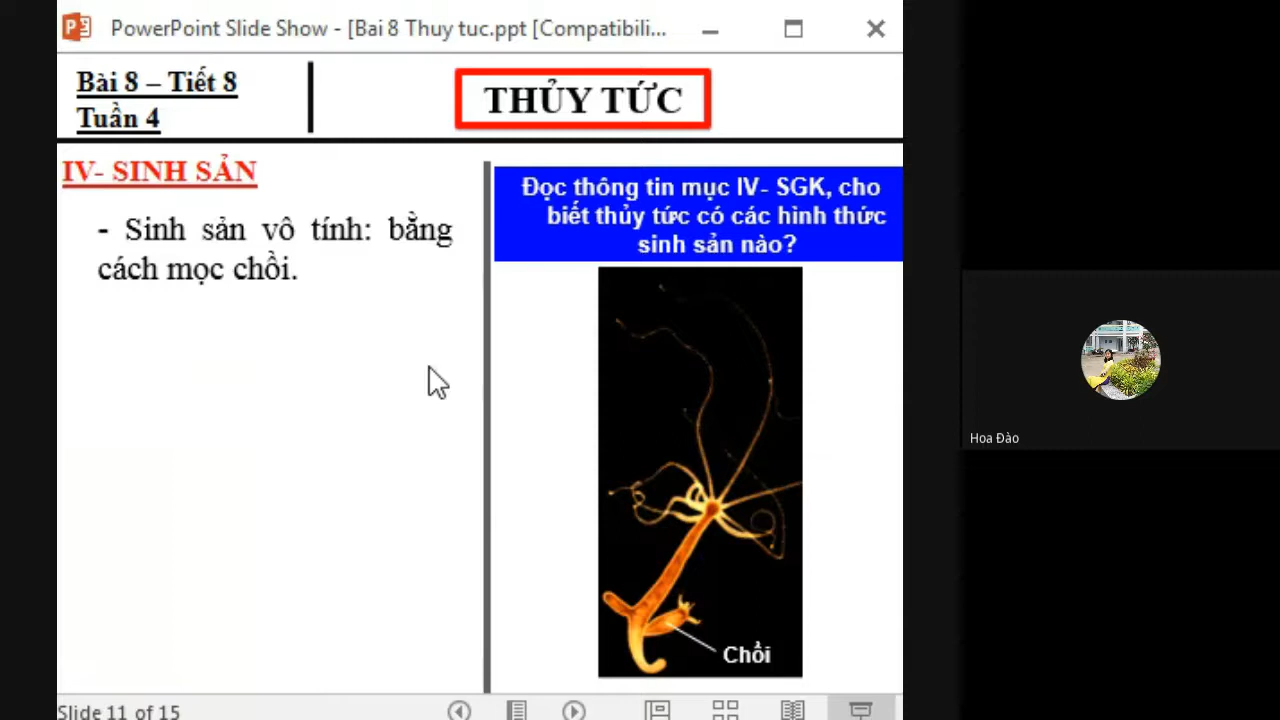 PowerPoint Slide Show - [Bai 8 Thuy tuc.ppt [Compatibili...
Bài 8 – Tiết 8
Tuần 4
THỦY TỨC
IV- SINH SẢN
- Sinh sản vô tính: bằng
cách mọc chồi.
Đọc thông tin mục IV- SGK, cho
biết thủy tức có các hình thức
sinh sản nào?
Chồi
Hoa Đào
Slide 11 of 15